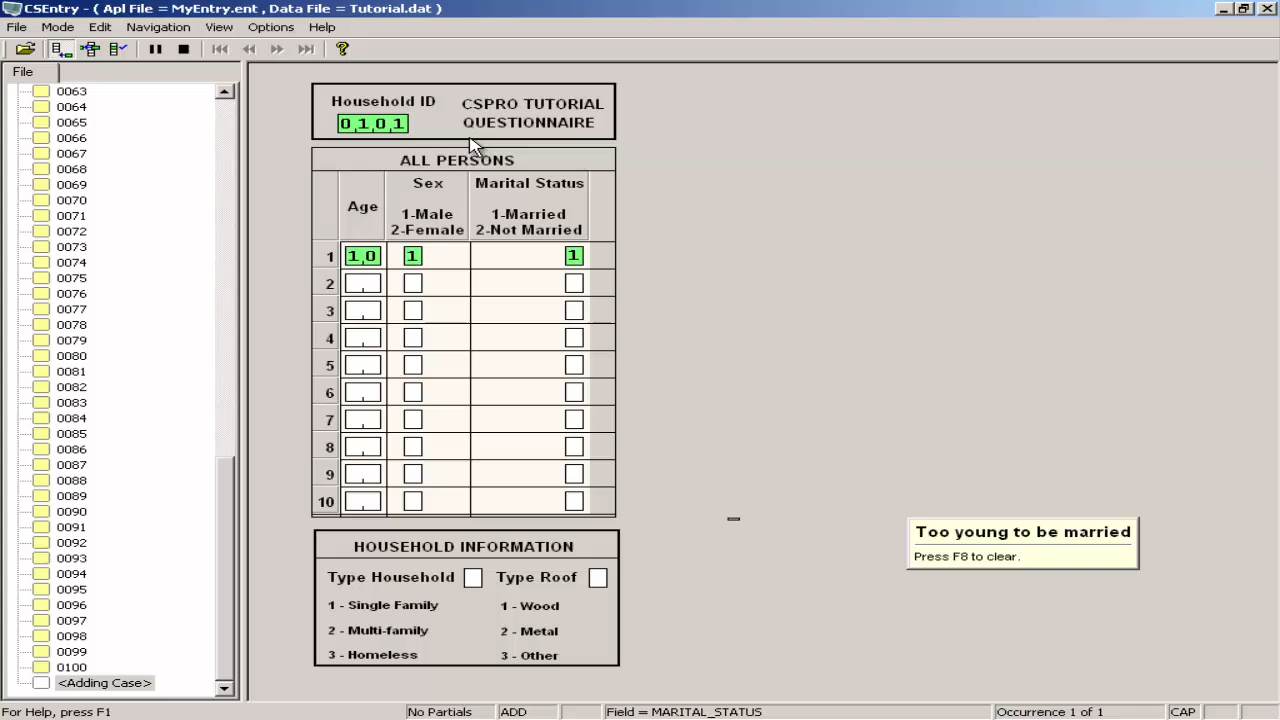 CSEntry - ( Apl File = MyEntry.ent , Data File = Tutorial.dat )
File Mode Edit Navigation View Options Help
File
0063
0064
0065
0066
0067
0068
0069
0070
0071
0072
0073
0074
0075
0076
0077
0078
0079
0080
0081
0082
0083
0084
0085
0086
0087
0088
0089
0090
0091
0092
0093
0094
0095
0096
0097
0098
0099
0100
<Adding Case>
Household ID
0,1,0,1
CSPRO TUTORIAL
QUESTIONNAIRE
ALL PERSONS
Age
Sex
1-Male
2-Female
Marital Status
1-Married
2-Not Married
1 1,0 1 1
2 ,
3 ,
4 ,
5 ,
6 ,
7 ,
8 ,
9 ,
10 ,
HOUSEHOLD INFORMATION
Type Household Type Roof
1 - Single Family 1 - Wood
2 - Multi-family 2 - Metal
3 - Homeless 3 - Other
Too young to be married
Press F8 to clear.
For Help, press F1 No Partials ADD Field = MARITAL_STATUS Occurrence 1 of 1 CAP